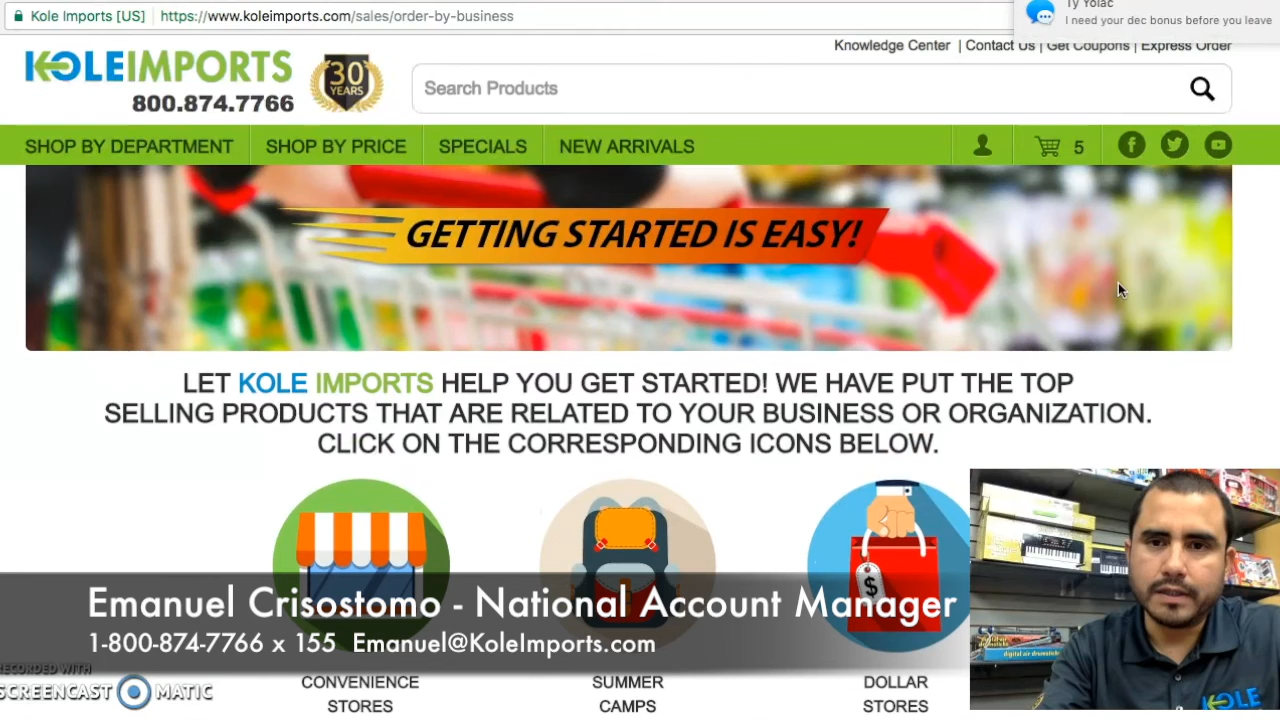 Kole Imports [US]
https://www.koleimports.com/sales/order-by-business
Ty Yolac
I need your dec bonus before you leave
Knowledge Center | Contact Us | Get Coupons | Express Order
KOLEIMPORTS
800.874.7766
30
YEARS
Search Products
SHOP BY DEPARTMENT
SHOP BY PRICE
SPECIALS
NEW ARRIVALS
5
GETTING STARTED IS EASY!
LET KOLE IMPORTS HELP YOU GET STARTED! WE HAVE PUT THE TOP
SELLING PRODUCTS THAT ARE RELATED TO YOUR BUSINESS OR ORGANIZATION.
CLICK ON THE CORRESPONDING ICONS BELOW.
$
Emanuel Crisostomo - National Account Manager
1-800-874-7766 x 155 Emanuel@KoleImports.com
RECORDED WITH
SCREENCAST MATIC
CONVENIENCE
STORES
SUMMER
CAMPS
DOLLAR
STORES
digital air drumsticks
KOLE